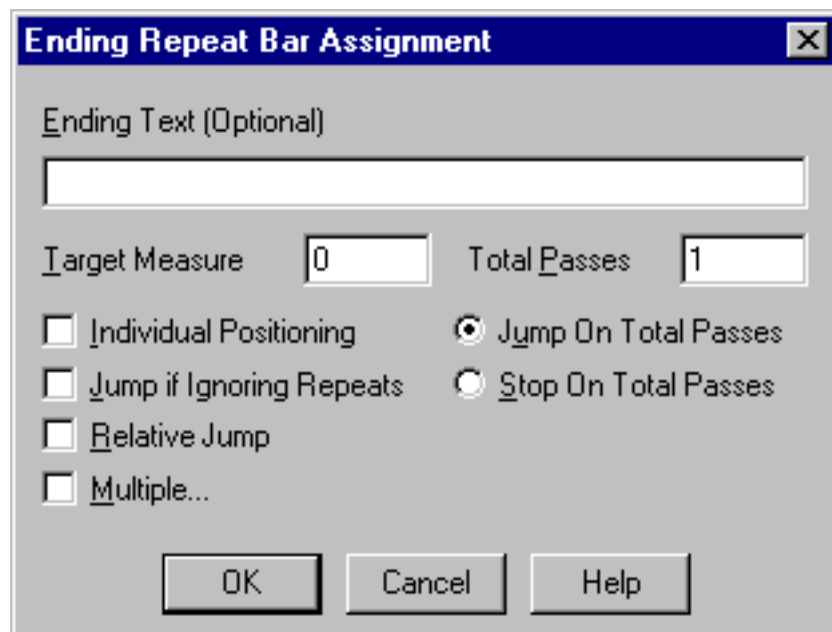 Ending Repeat Bar Assignment
Ending Text (Optional)
Target Measure 0 Total Passes 1
Individual Positioning Jump On Total Passes
Jump if Ignoring Repeats Stop On Total Passes
Relative Jump
Multiple...
OK Cancel Help